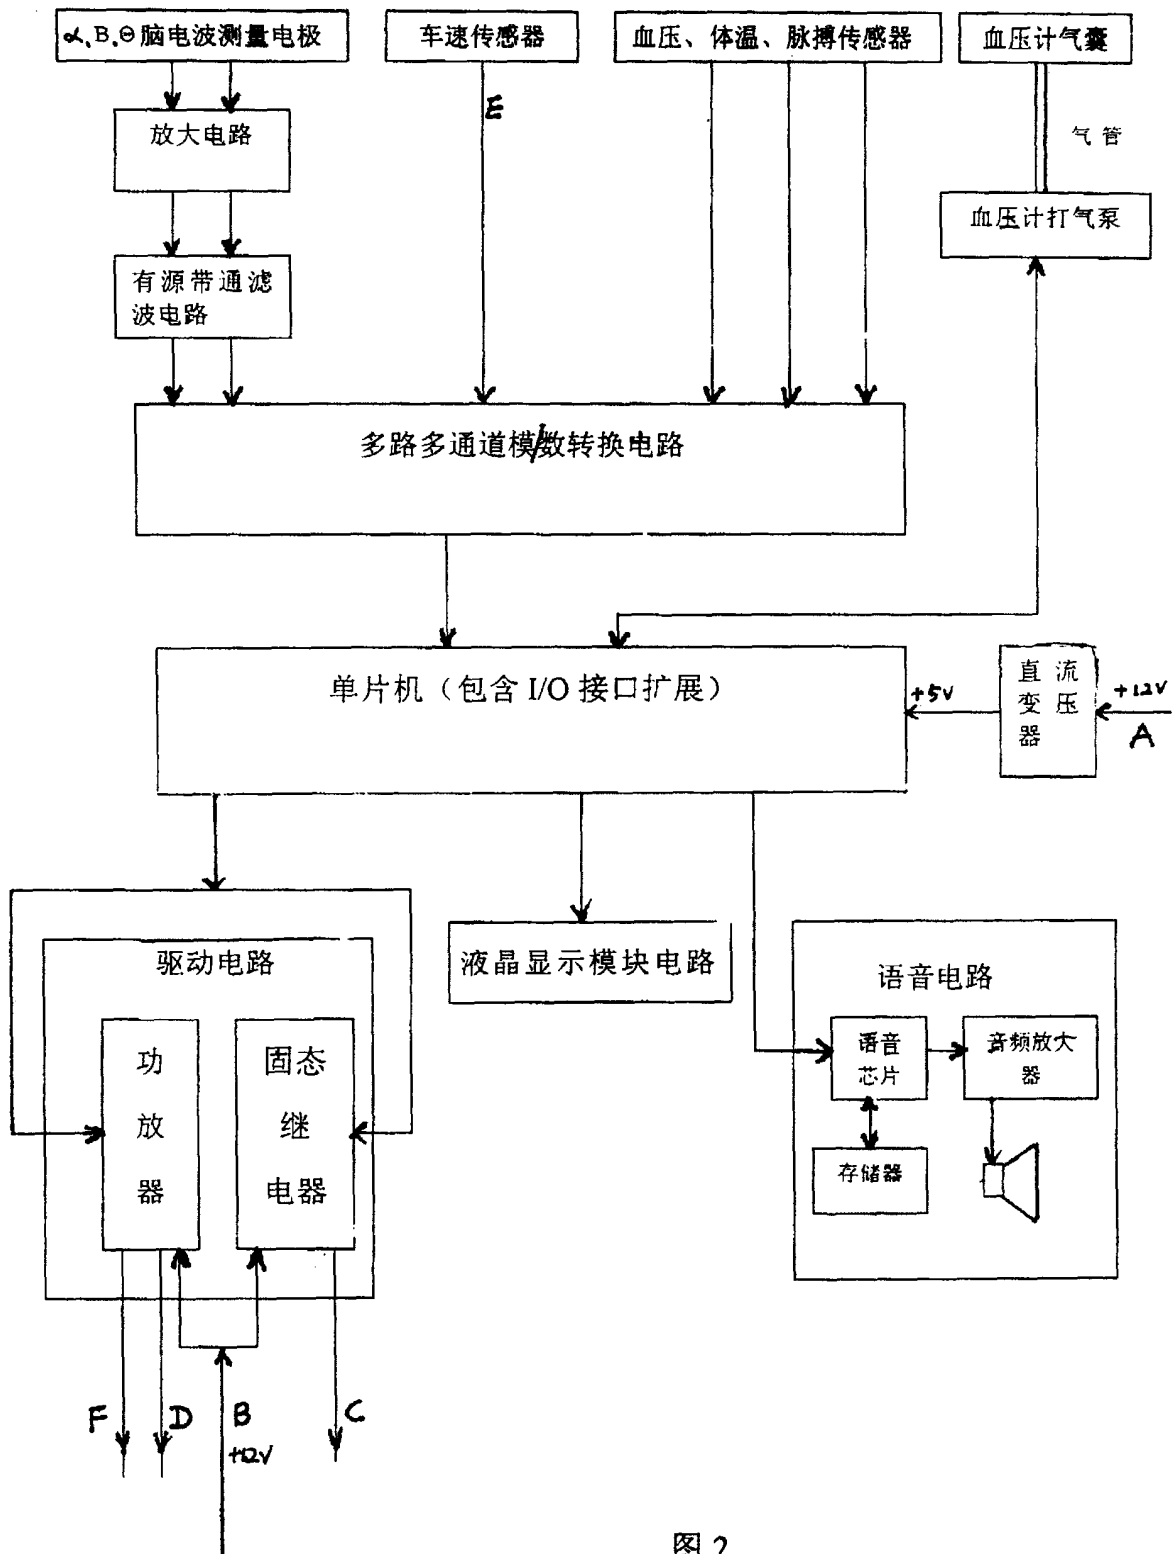 α、B、Θ脑电波测量电极
车速传感器
血压、体温、脉搏传感器
血压计气囊
E
放大电路
气管
血压计打气泵
有源带通滤
波电路
多路多通道模/数转换电路
单片机（包含 I/O 接口扩展）
+5V
直流
变压
器
+12V
A
驱动电路
液晶显示模块电路
语音电路
功
放
器
固态
继
电器
语音
芯片
音频放大
器
存储器
F
D
B
C
+12V
图 2